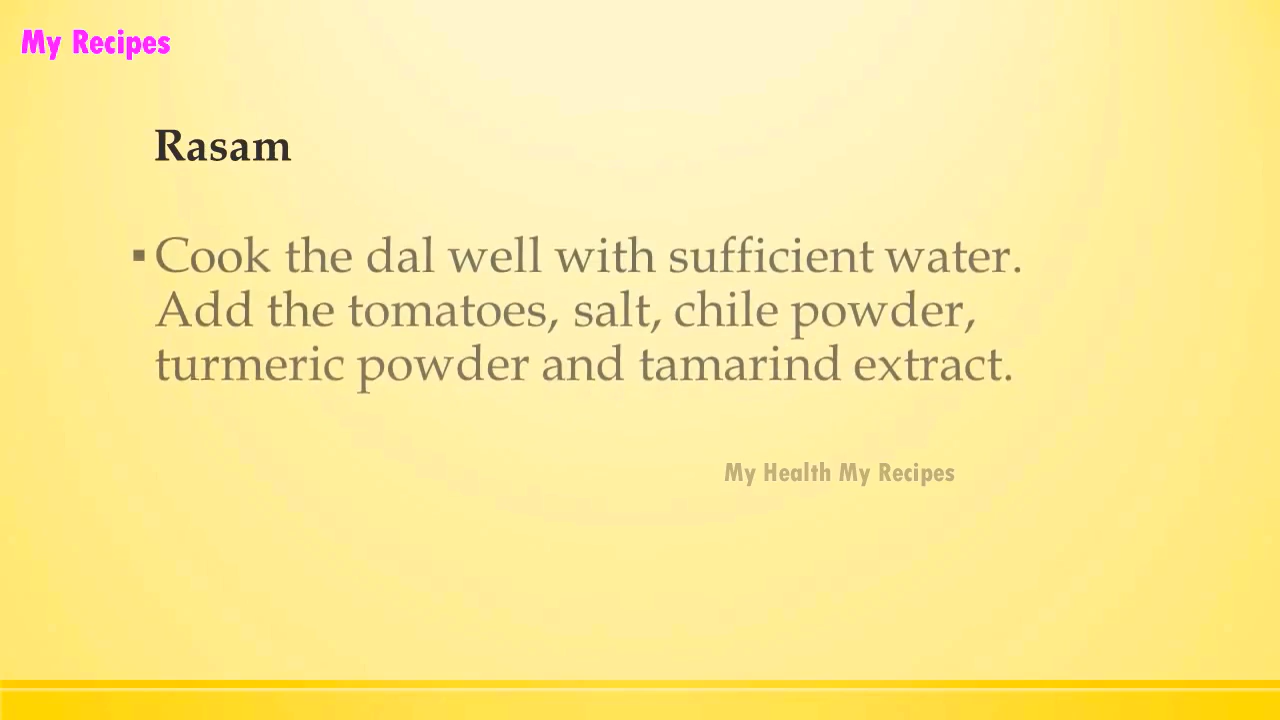 My Recipes
Rasam
▪ Cook the dal well with sufficient water.
Add the tomatoes, salt, chile powder,
turmeric powder and tamarind extract.
My Health My Recipes